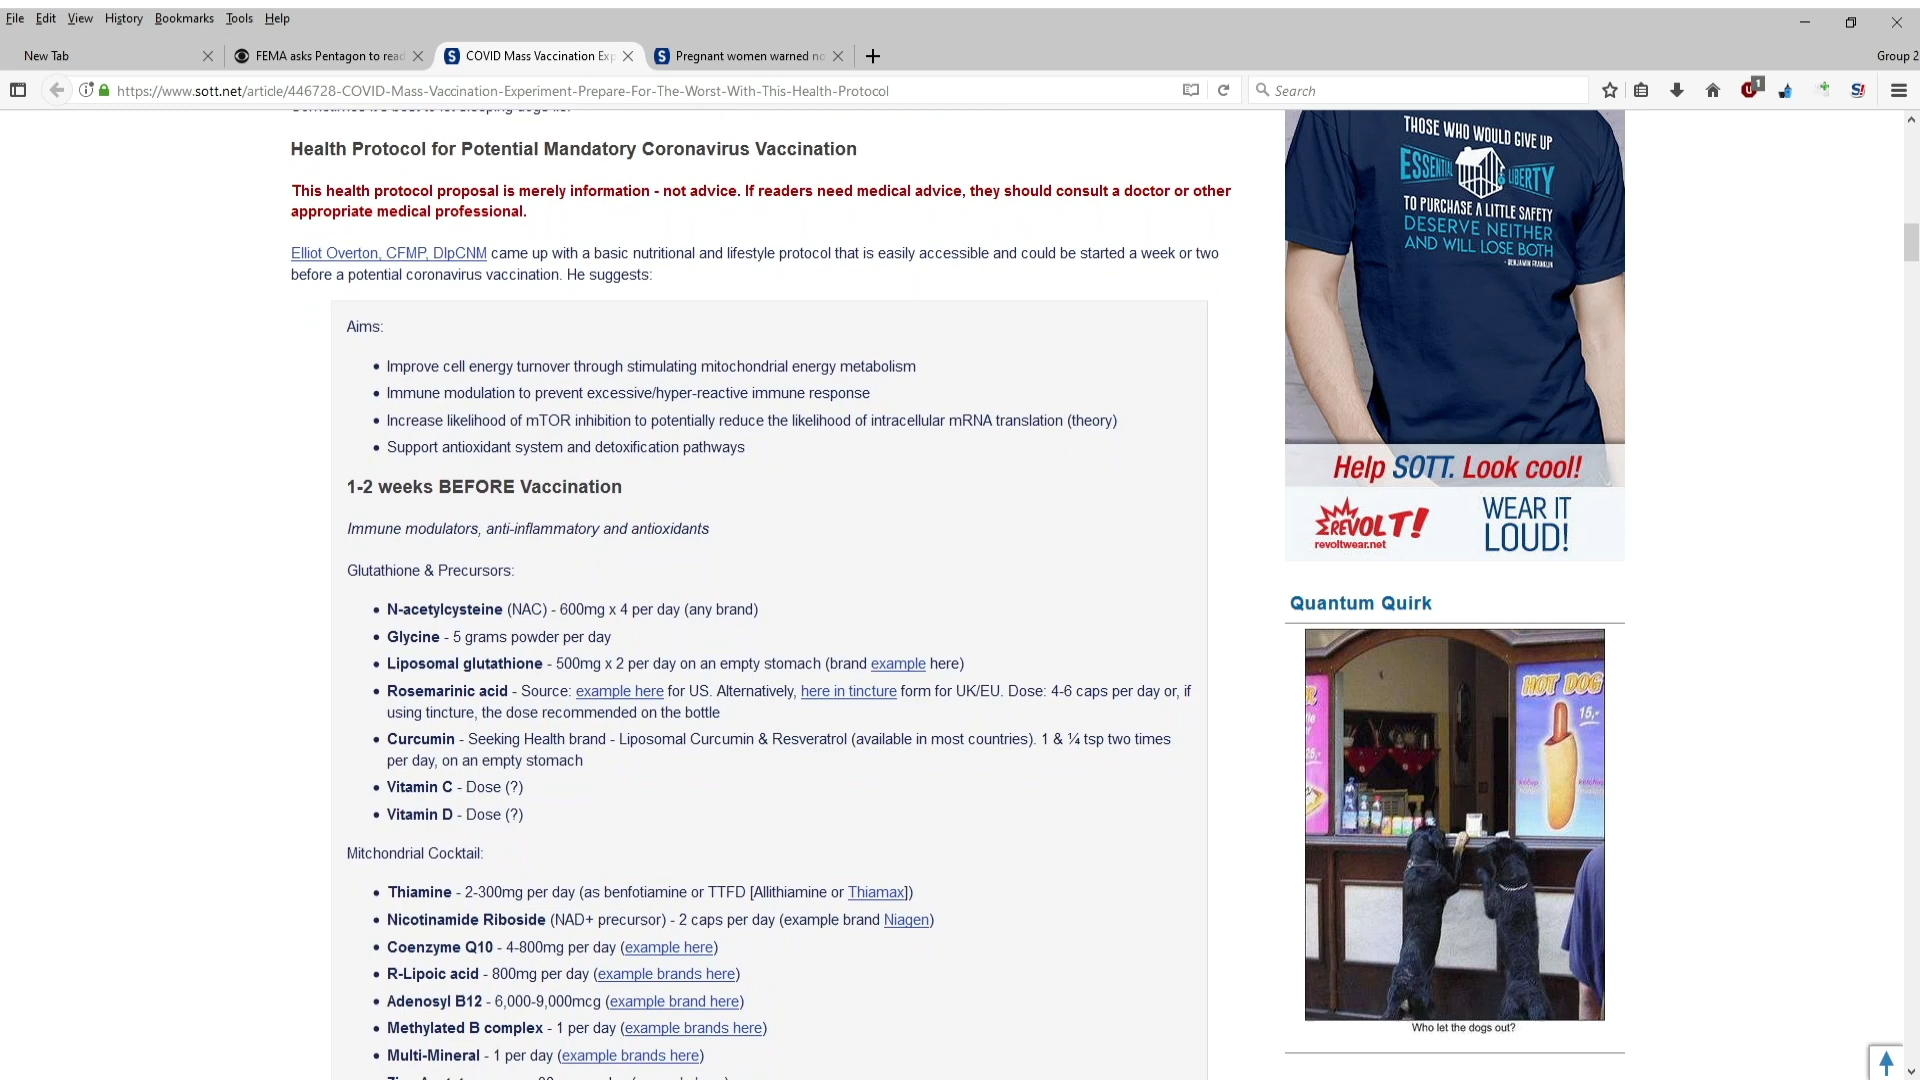 File Edit View History Bookmarks Tools Help
New Tab
FEMA asks Pentagon to read
COVID Mass Vaccination Exp
Pregnant women warned no
Group 2
https://www.sott.net/article/446728-COVID-Mass-Vaccination-Experiment-Prepare-For-The-Worst-With-This-Health-Protocol
Search
1
S!
Health Protocol for Potential Mandatory Coronavirus Vaccination
This health protocol proposal is merely information - not advice. If readers need medical advice, they should consult a doctor or other
appropriate medical professional.
Elliot Overton, CFMP, DIpCNM came up with a basic nutritional and lifestyle protocol that is easily accessible and could be started a week or two
before a potential coronavirus vaccination. He suggests:
Aims:
• Improve cell energy turnover through stimulating mitochondrial energy metabolism
• Immune modulation to prevent excessive/hyper-reactive immune response
• Increase likelihood of mTOR inhibition to potentially reduce the likelihood of intracellular mRNA translation (theory)
• Support antioxidant system and detoxification pathways
1-2 weeks BEFORE Vaccination
Immune modulators, anti-inflammatory and antioxidants
Glutathione & Precursors:
• N-acetylcysteine (NAC) - 600mg x 4 per day (any brand)
• Glycine - 5 grams powder per day
• Liposomal glutathione - 500mg x 2 per day on an empty stomach (brand example here)
• Rosemarinic acid - Source: example here for US. Alternatively, here in tincture form for UK/EU. Dose: 4-6 caps per day or, if
using tincture, the dose recommended on the bottle
• Curcumin - Seeking Health brand - Liposomal Curcumin & Resveratrol (available in most countries). 1 & ¼ tsp two times
per day, on an empty stomach
• Vitamin C - Dose (?)
• Vitamin D - Dose (?)
Mitchondrial Cocktail:
• Thiamine - 2-300mg per day (as benfotiamine or TTFD [Allithiamine or Thiamax])
• Nicotinamide Riboside (NAD+ precursor) - 2 caps per day (example brand Niagen)
• Coenzyme Q10 - 4-800mg per day (example here)
• R-Lipoic acid - 800mg per day (example brands here)
• Adenosyl B12 - 6,000-9,000mcg (example brand here)
• Methylated B complex - 1 per day (example brands here)
• Multi-Mineral - 1 per day (example brands here)
THOSE WHO WOULD GIVE UP
ESSENTIAL LIBERTY
TO PURCHASE A LITTLE SAFETY
DESERVE NEITHER
AND WILL LOSE BOTH
- BENJAMIN FRANKLIN
Help SOTT. Look cool!
REVOLT!
revoltwear.net
WEAR IT
LOUD!
Quantum Quirk
HOT DOG
15,-
Who let the dogs out?